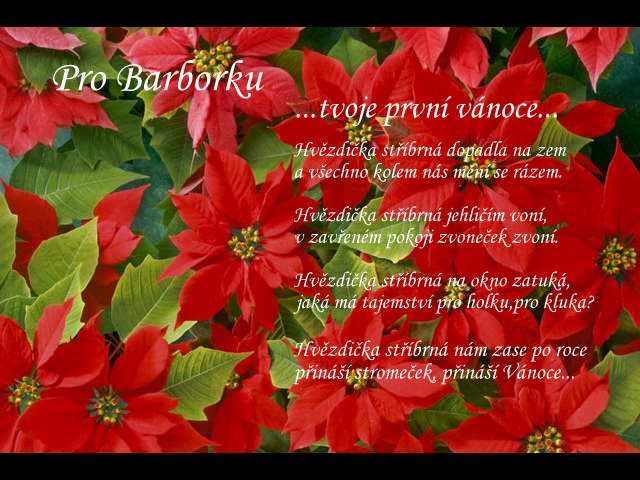 Pro Barborku
...tvoje první vánoce...
Hvězdička stříbrná dopadla na zem
a všechno kolem nás mění se rázem.
Hvězdička stříbrná jehličím voní,
v zavřeném pokoji zvoneček zvoní.
Hvězdička stříbrná na okno zatuká,
jaká má tajemství pro holku,pro kluka?
Hvězdička stříbrná nám zase po roce
přináší stromeček, přináší Vánoce...